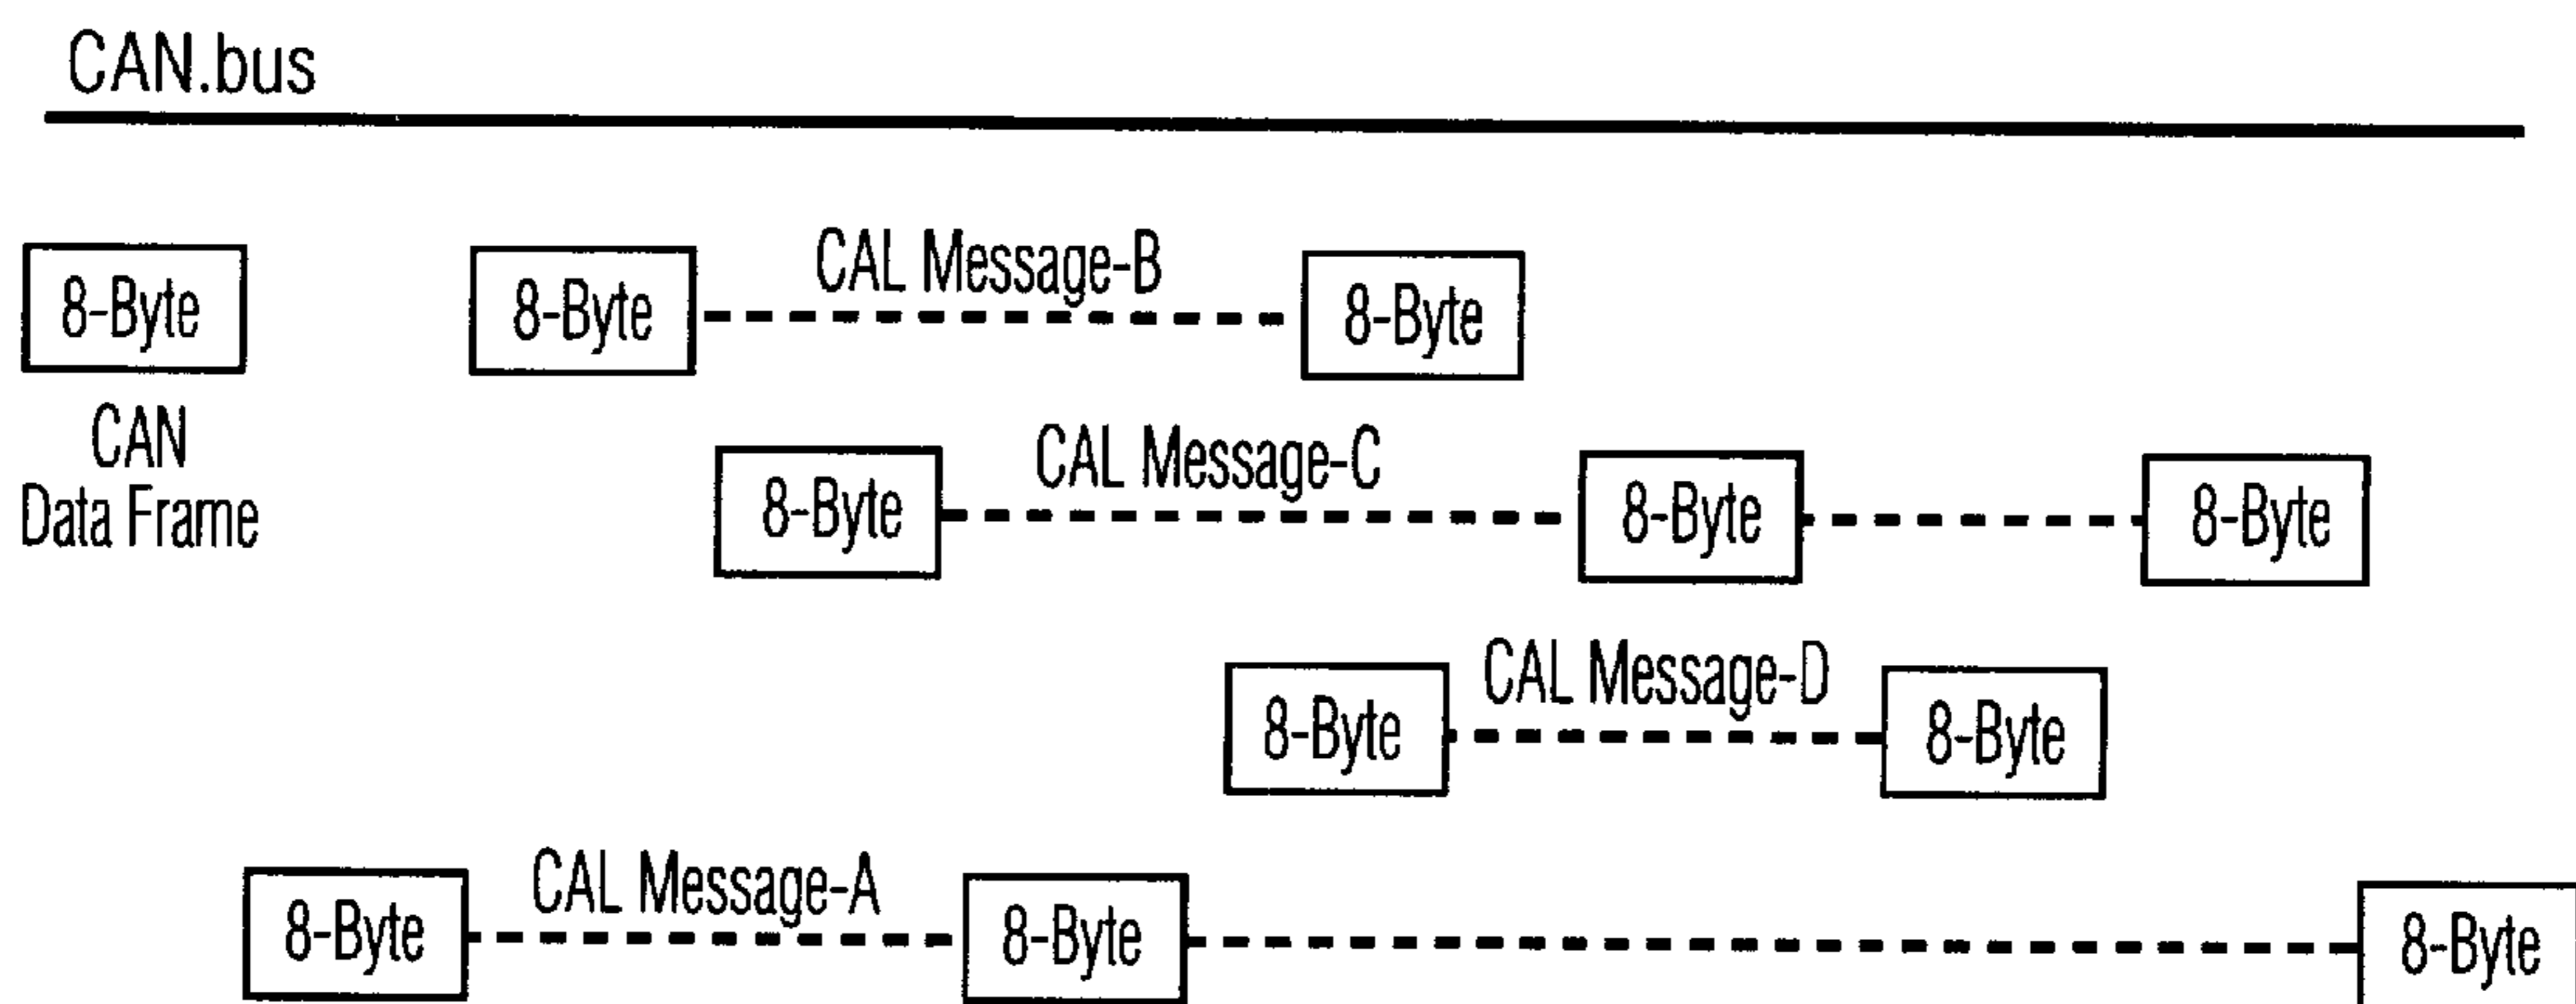 CAN.bus
8-Byte
CAN
Data Frame
8-Byte
CAL Message-B
8-Byte
8-Byte
CAL Message-C
8-Byte
8-Byte
8-Byte
CAL Message-D
8-Byte
8-Byte
CAL Message-A
8-Byte
8-Byte